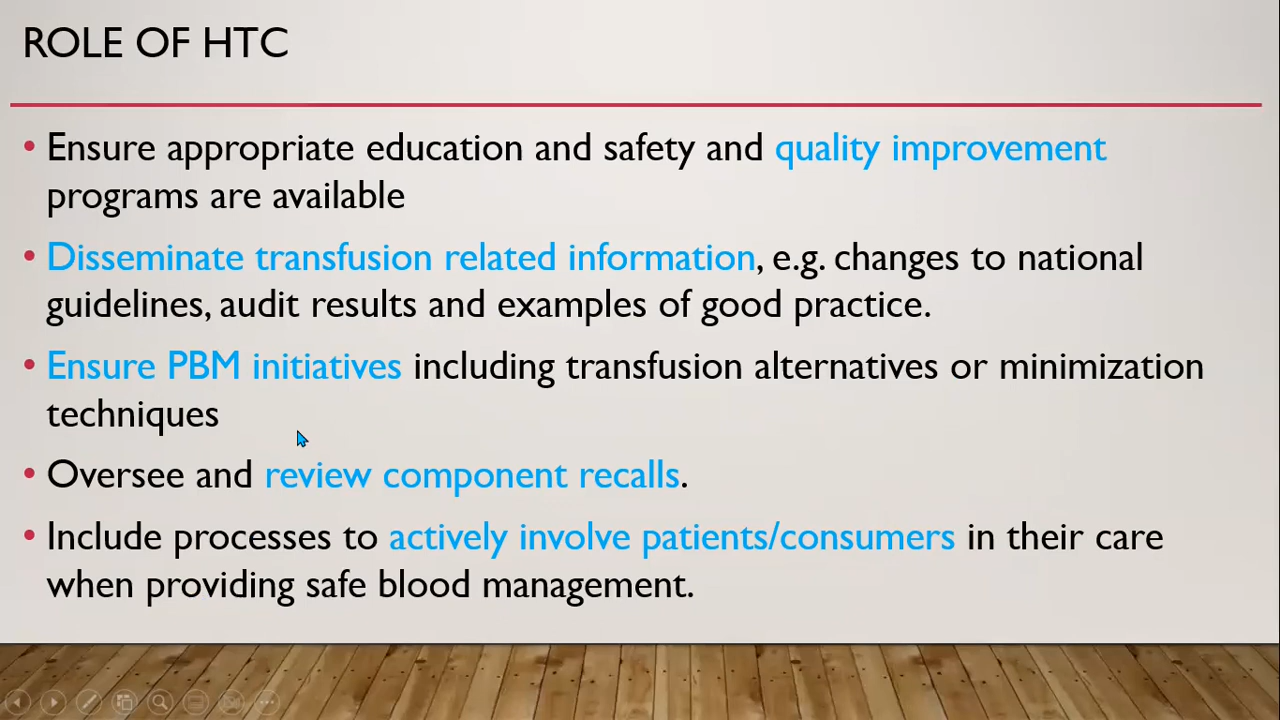 ROLE OF HTC
• Ensure appropriate education and safety and quality improvement
programs are available
• Disseminate transfusion related information, e.g. changes to national
guidelines, audit results and examples of good practice.
• Ensure PBM initiatives including transfusion alternatives or minimization
techniques
• Oversee and review component recalls.
• Include processes to actively involve patients/consumers in their care
when providing safe blood management.